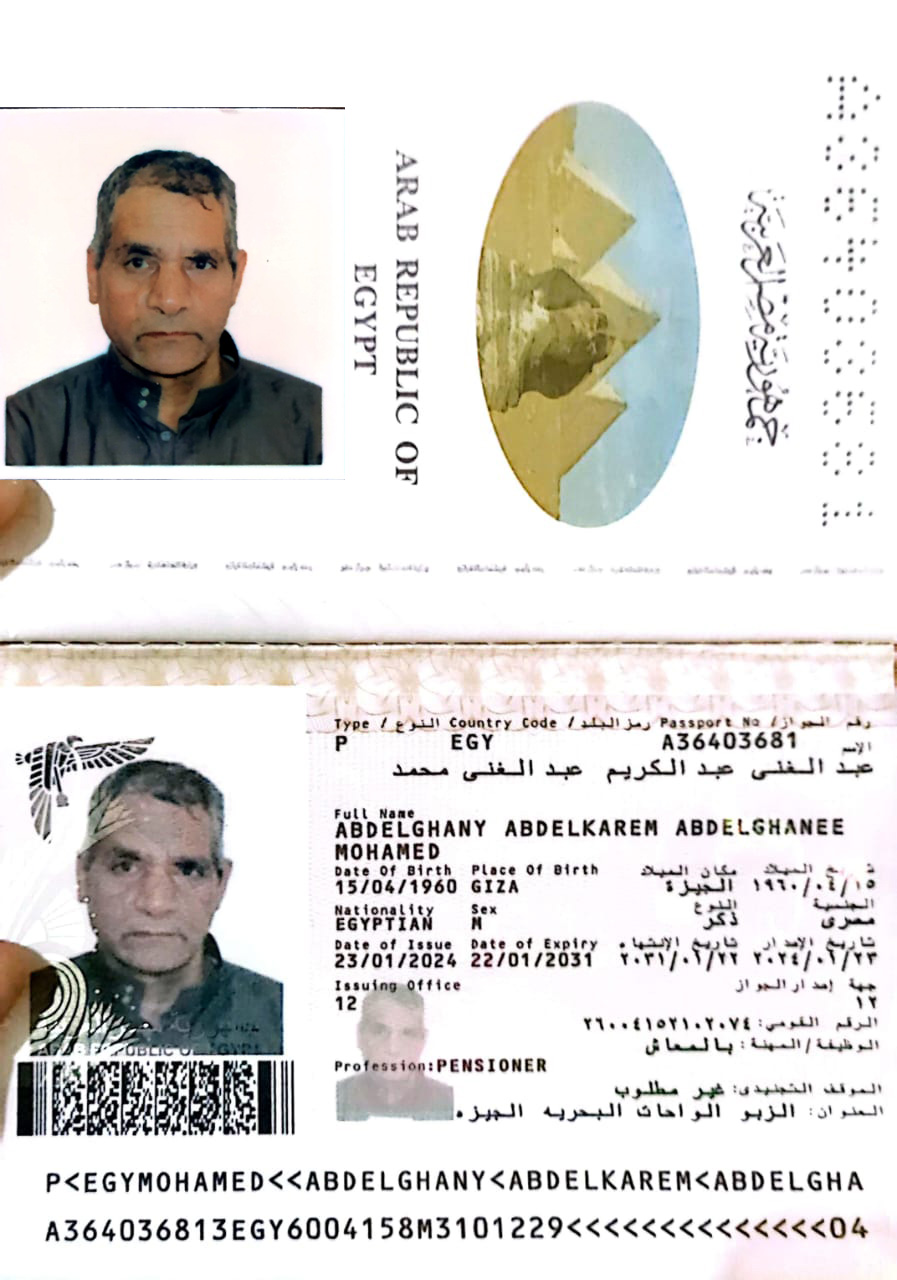 ARAB REPUBLIC OF
EGYPT
جمهورية مصر العربية
A36403681
Type / النوع Country Code / رمز البلد Passport No / رقم الجواز
P EGY A36403681
الإسم
عبد الغنى عبد الكريم عبد الغنى محمد
Full Name
ABDELGHANY ABDELKAREM ABDELGHANEE
MOHAMED
Date Of Birth Place Of Birth مكان الميلاد تاريخ الميلاد
15/04/1960 GIZA الجيزة ١٩٦٠/٠٤/١٥
Nationality Sex النوع الجنسية
EGYPTIAN M ذكر مصرى
Date of Issue Date of Expiry تاريخ الإنتهاء تاريخ الإصدار
23/01/2024 22/01/2031 ٢٠٣١/٠١/٢٢ ٢٠٢٤/٠١/٢٣
Issuing Office جهة إصدار الجواز
12 ١٢
الرقم القومي: ٢٦٠٠٤١٥٢١٠٢٠٧٤
الوظيفة/المهنة: بالمعاش
Profession:PENSIONER
الموقف التجنيدى: غير مطلوب
العنوان: الزبو الواحات البحريه الجيزه
ARAB REPUBLIC OF EGYPT
P<EGYMOHAMED<<ABDELGHANY<ABDELKAREM<ABDELGHA
A364036813EGY6004158M3101229<<<<<<<<<<<<<<04